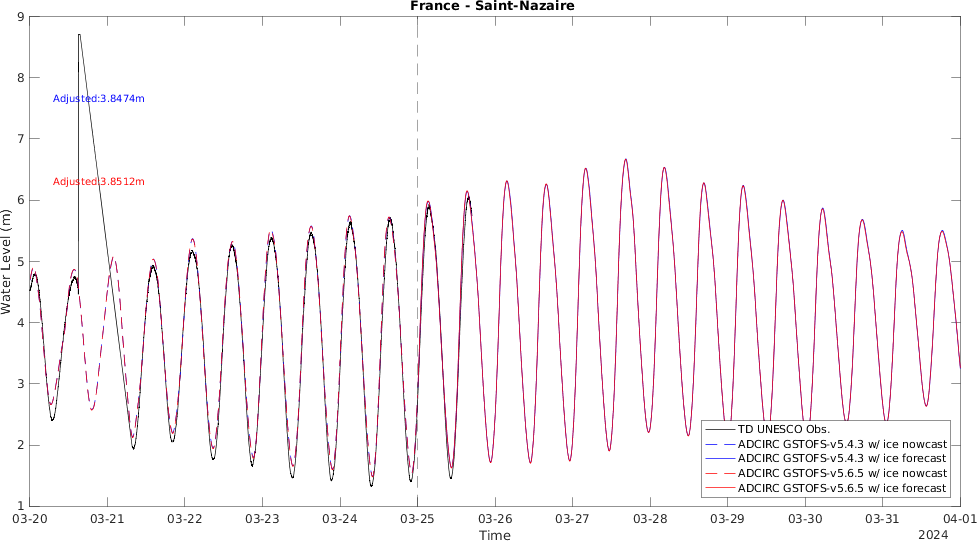 France - Saint-Nazaire
9
8
7
6
5
4
3
2
1
Water Level (m)
Adjusted:3.8474m
Adjusted:3.8512m
TD UNESCO Obs.
ADCIRC GSTOFS-v5.4.3 w/ ice nowcast
ADCIRC GSTOFS-v5.4.3 w/ ice forecast
ADCIRC GSTOFS-v5.6.5 w/ ice nowcast
ADCIRC GSTOFS-v5.6.5 w/ ice forecast
03-20 03-21 03-22 03-23 03-24 03-25 03-26 03-27 03-28 03-29 03-30 03-31 04-01
Time
2024